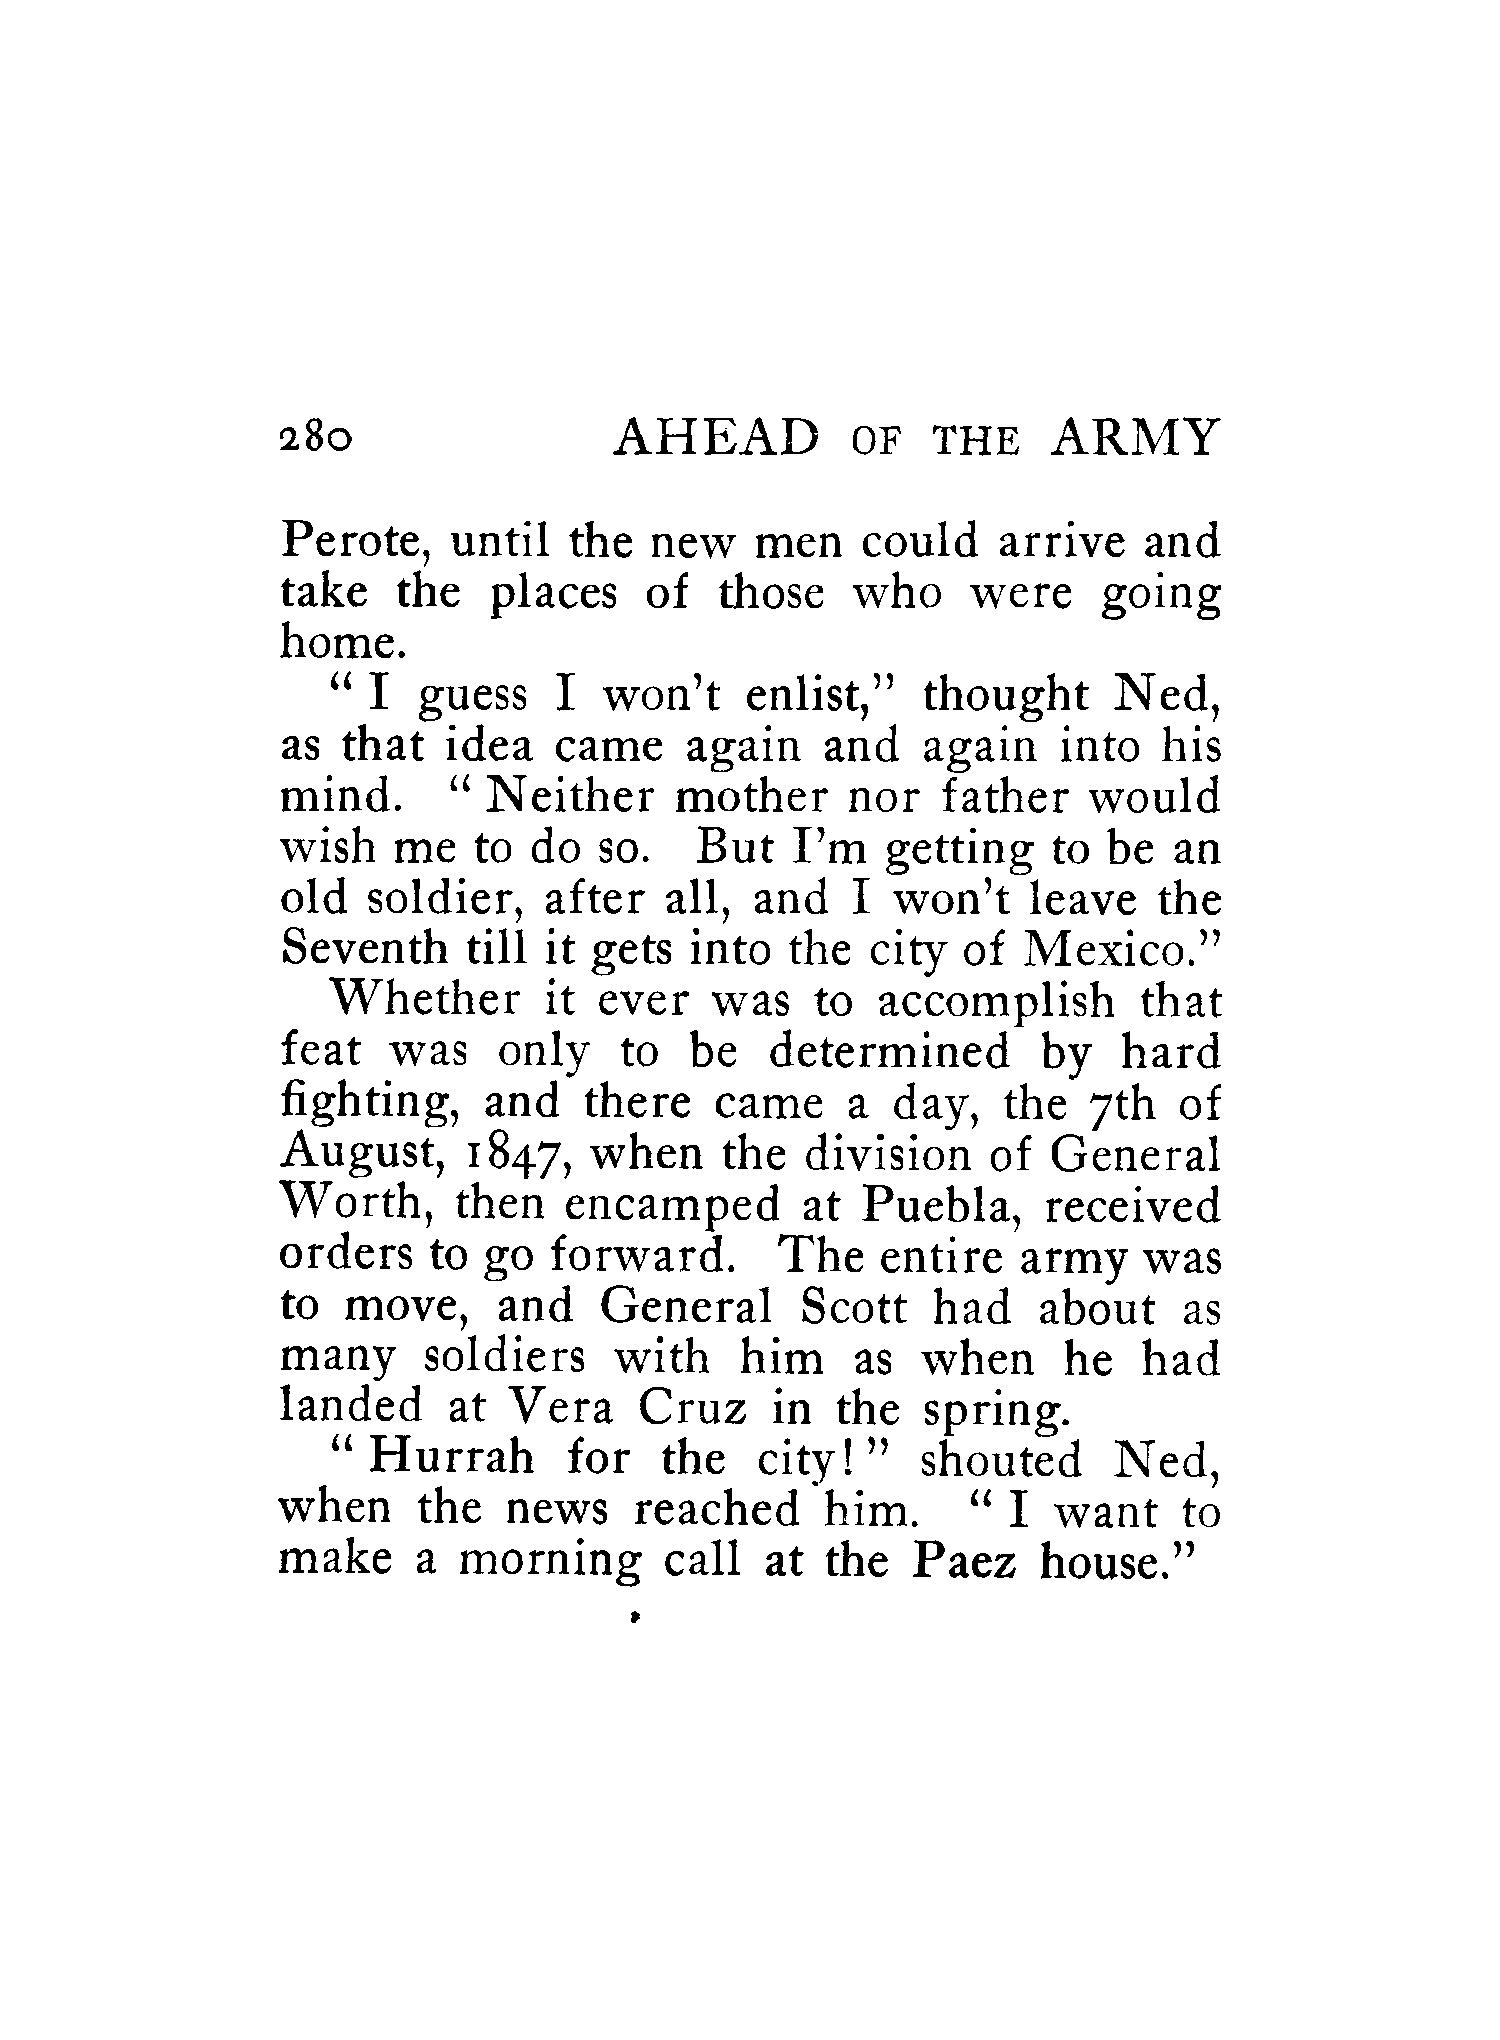 280 AHEAD OF THE ARMY
Perote, until the new men could arrive and
take the places of those who were going
home.
“ I guess I won’t enlist,” thought Ned,
as that idea came again and again into his
mind. “ Neither mother nor father would
wish me to do so. But I’m getting to be an
old soldier, after all, and I won’t leave the
Seventh till it gets into the city of Mexico.”
Whether it ever was to accomplish that
feat was only to be determined by hard
fighting, and there came a day, the 7th of
August, 1847, when the division of General
Worth, then encamped at Puebla, received
orders to go forward. The entire army was
to move, and General Scott had about as
many soldiers with him as when he had
landed at Vera Cruz in the spring.
“ Hurrah for the city! ” shouted Ned,
when the news reached him. “ I want to
make a morning call at the Paez house.”